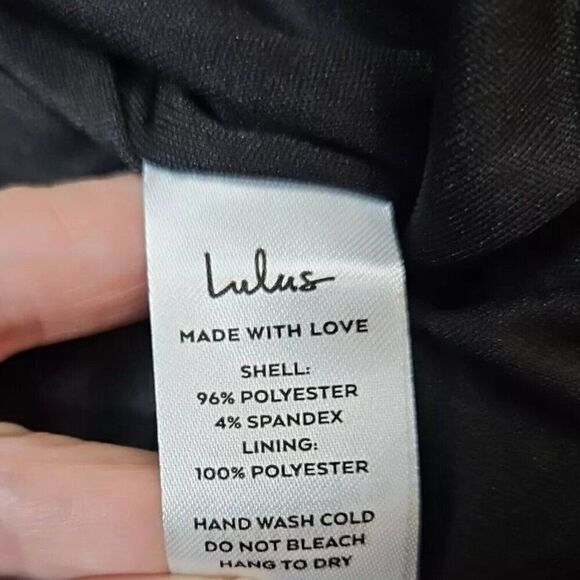 Lulus
MADE WITH LOVE
SHELL:
96% POLYESTER
4% SPANDEX
LINING:
100% POLYESTER
HAND WASH COLD
DO NOT BLEACH
HANG TO DRY